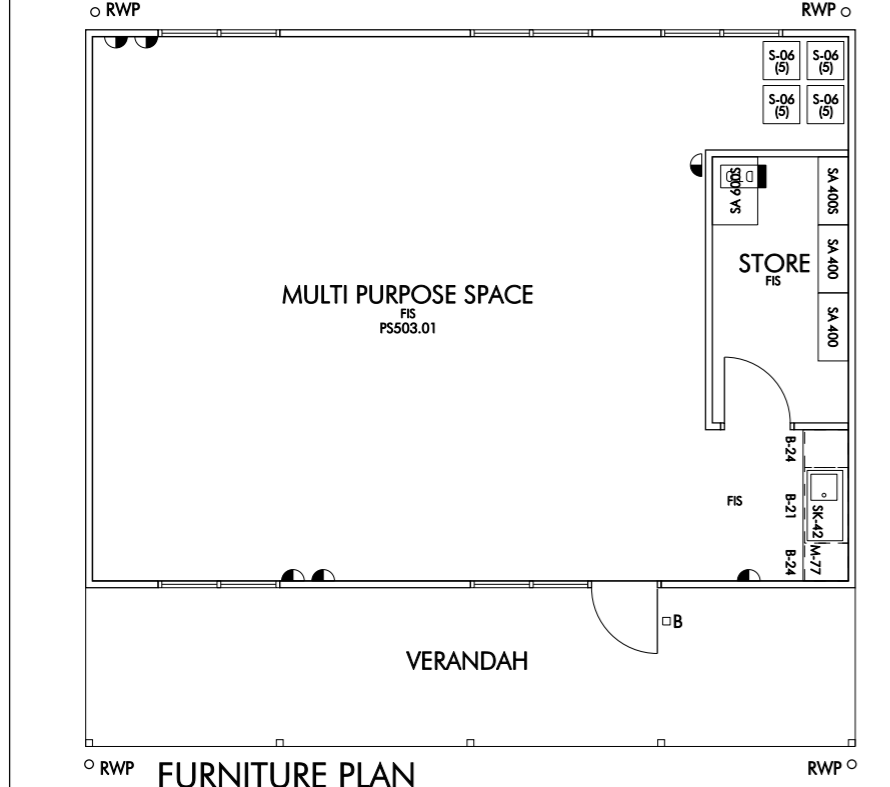 RWP
RWP
S-06
(5)
S-06
(5)
S-06
(5)
S-06
(5)
SA 600S
SA 400S
STORE
FIS
SA 400
SA 400
MULTI PURPOSE SPACE
FIS
PS503.01
B-24
FIS
B-21
SK-42
B-24
M-77
B
VERANDAH
RWP
FURNITURE PLAN
RWP